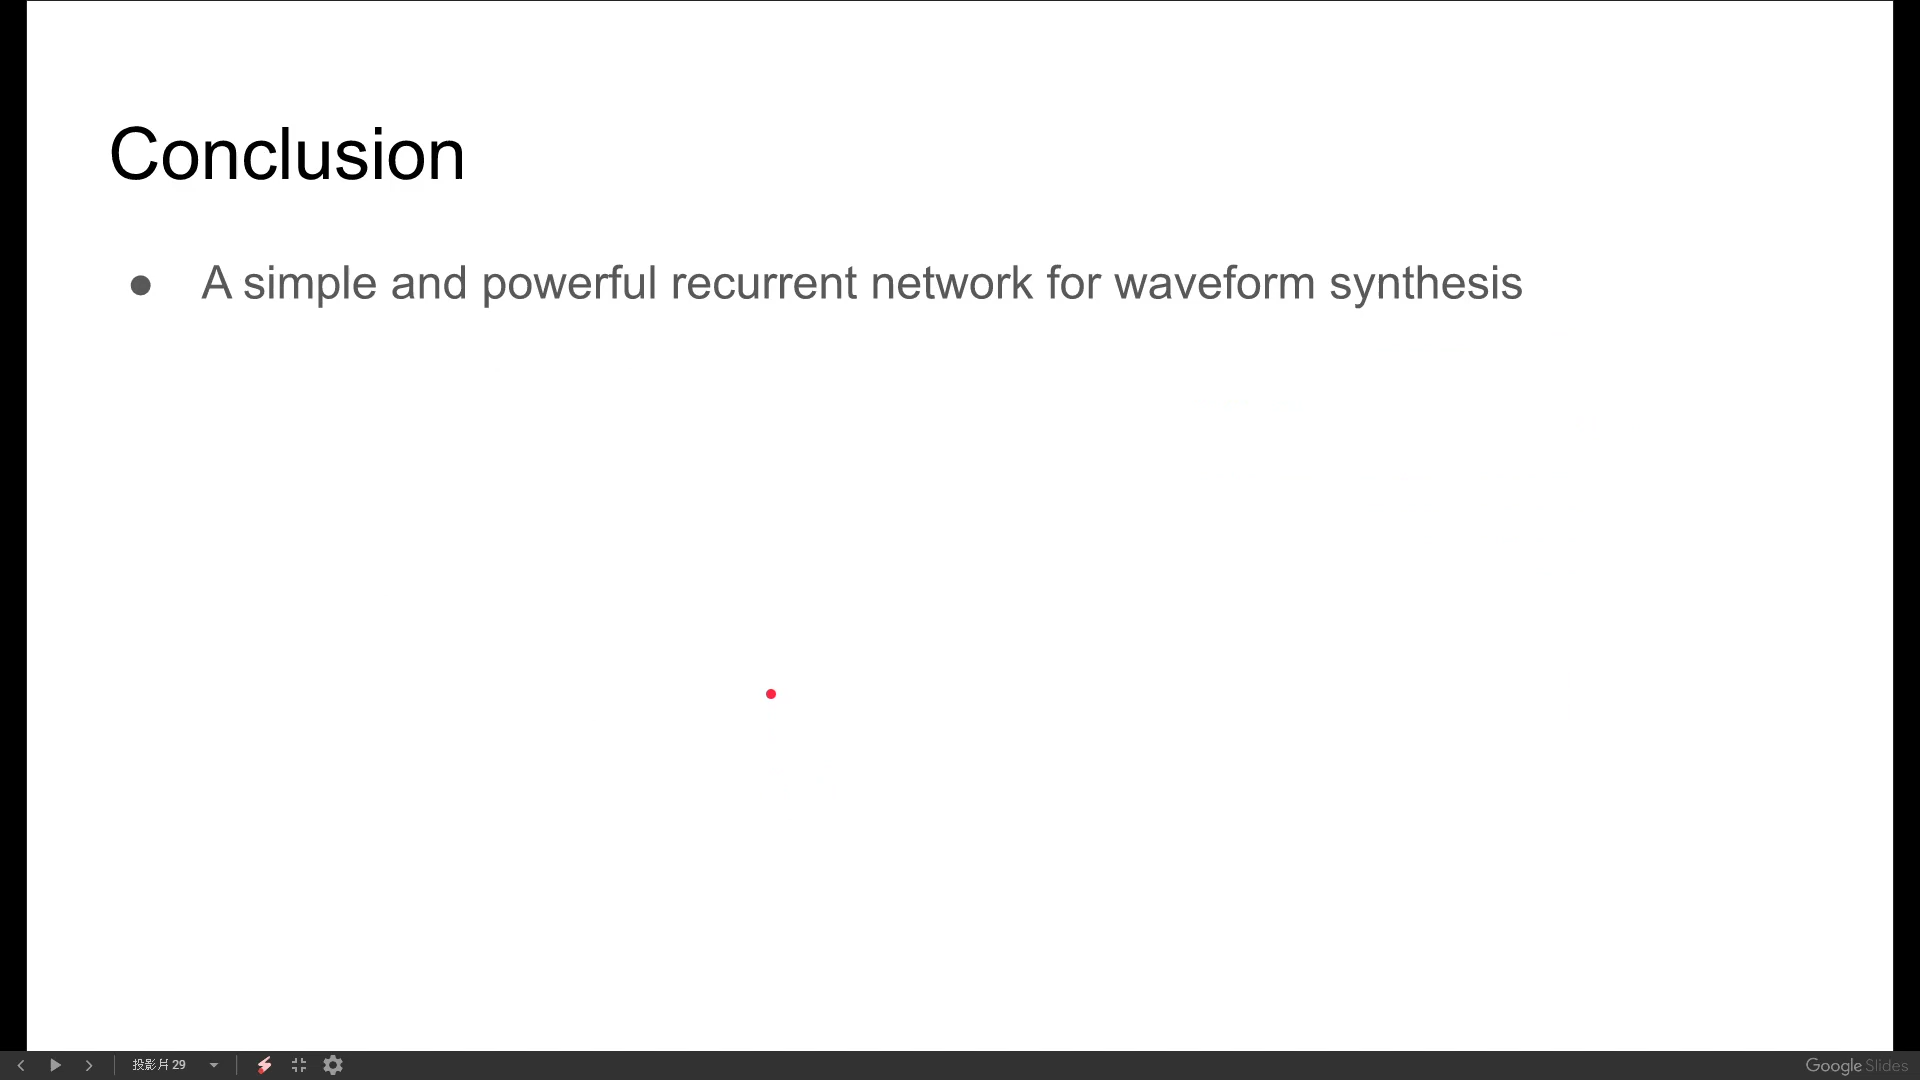 Conclusion
● A simple and powerful recurrent network for waveform synthesis
投影片 29
Google Slides